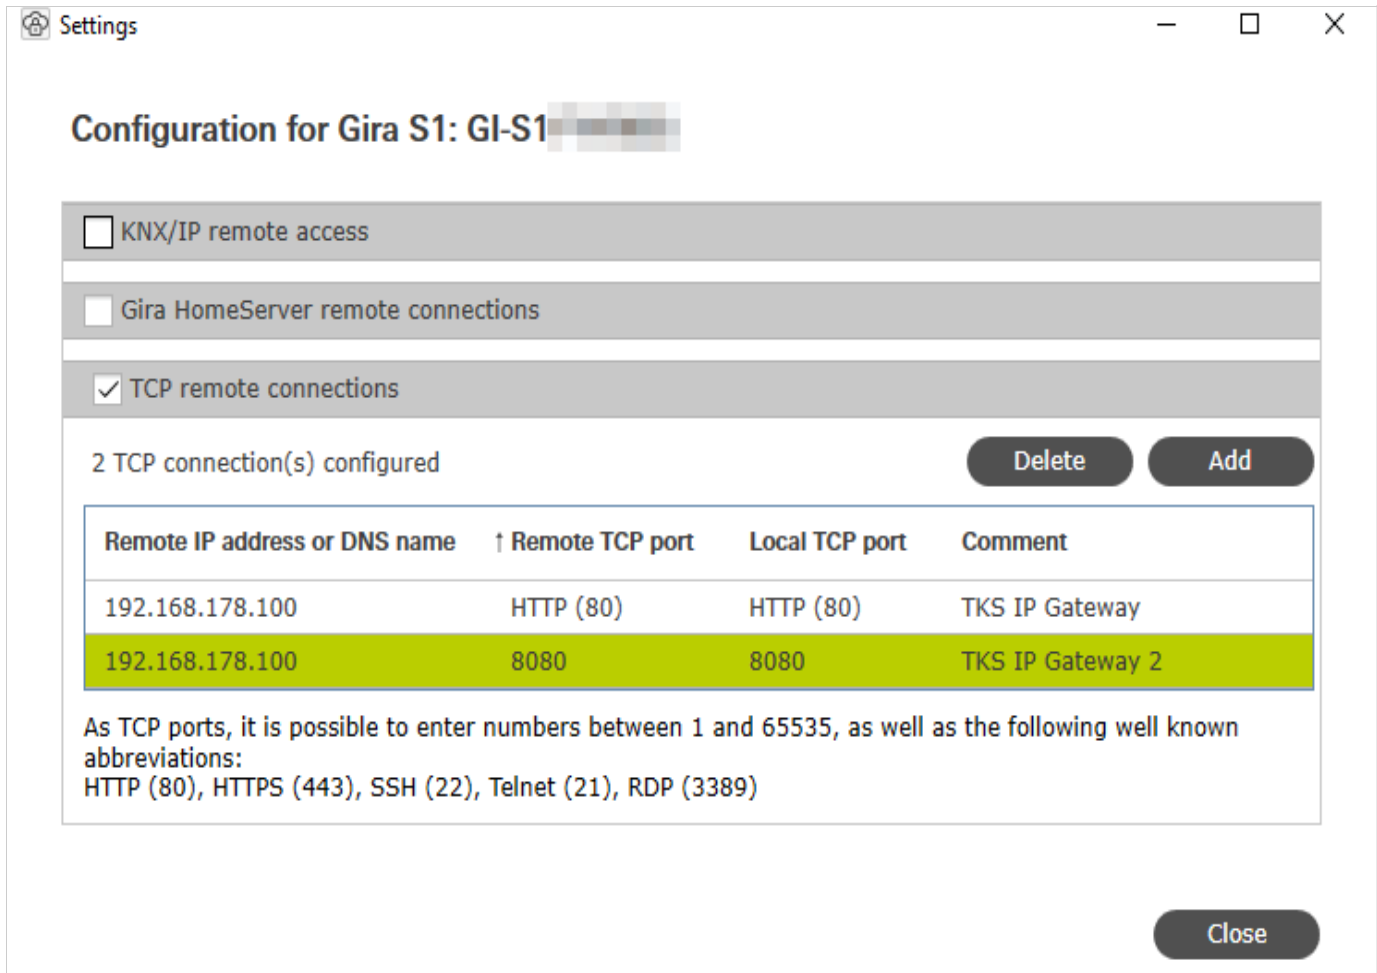 Settings
Configuration for Gira S1: GI-S1
KNX/IP remote access
Gira HomeServer remote connections
TCP remote connections
2 TCP connection(s) configured
Delete
Add
Remote IP address or DNS name ↑ Remote TCP port Local TCP port Comment
192.168.178.100 HTTP (80) HTTP (80) TKS IP Gateway
192.168.178.100 8080 8080 TKS IP Gateway 2
As TCP ports, it is possible to enter numbers between 1 and 65535, as well as the following well known
abbreviations:
HTTP (80), HTTPS (443), SSH (22), Telnet (21), RDP (3389)
Close